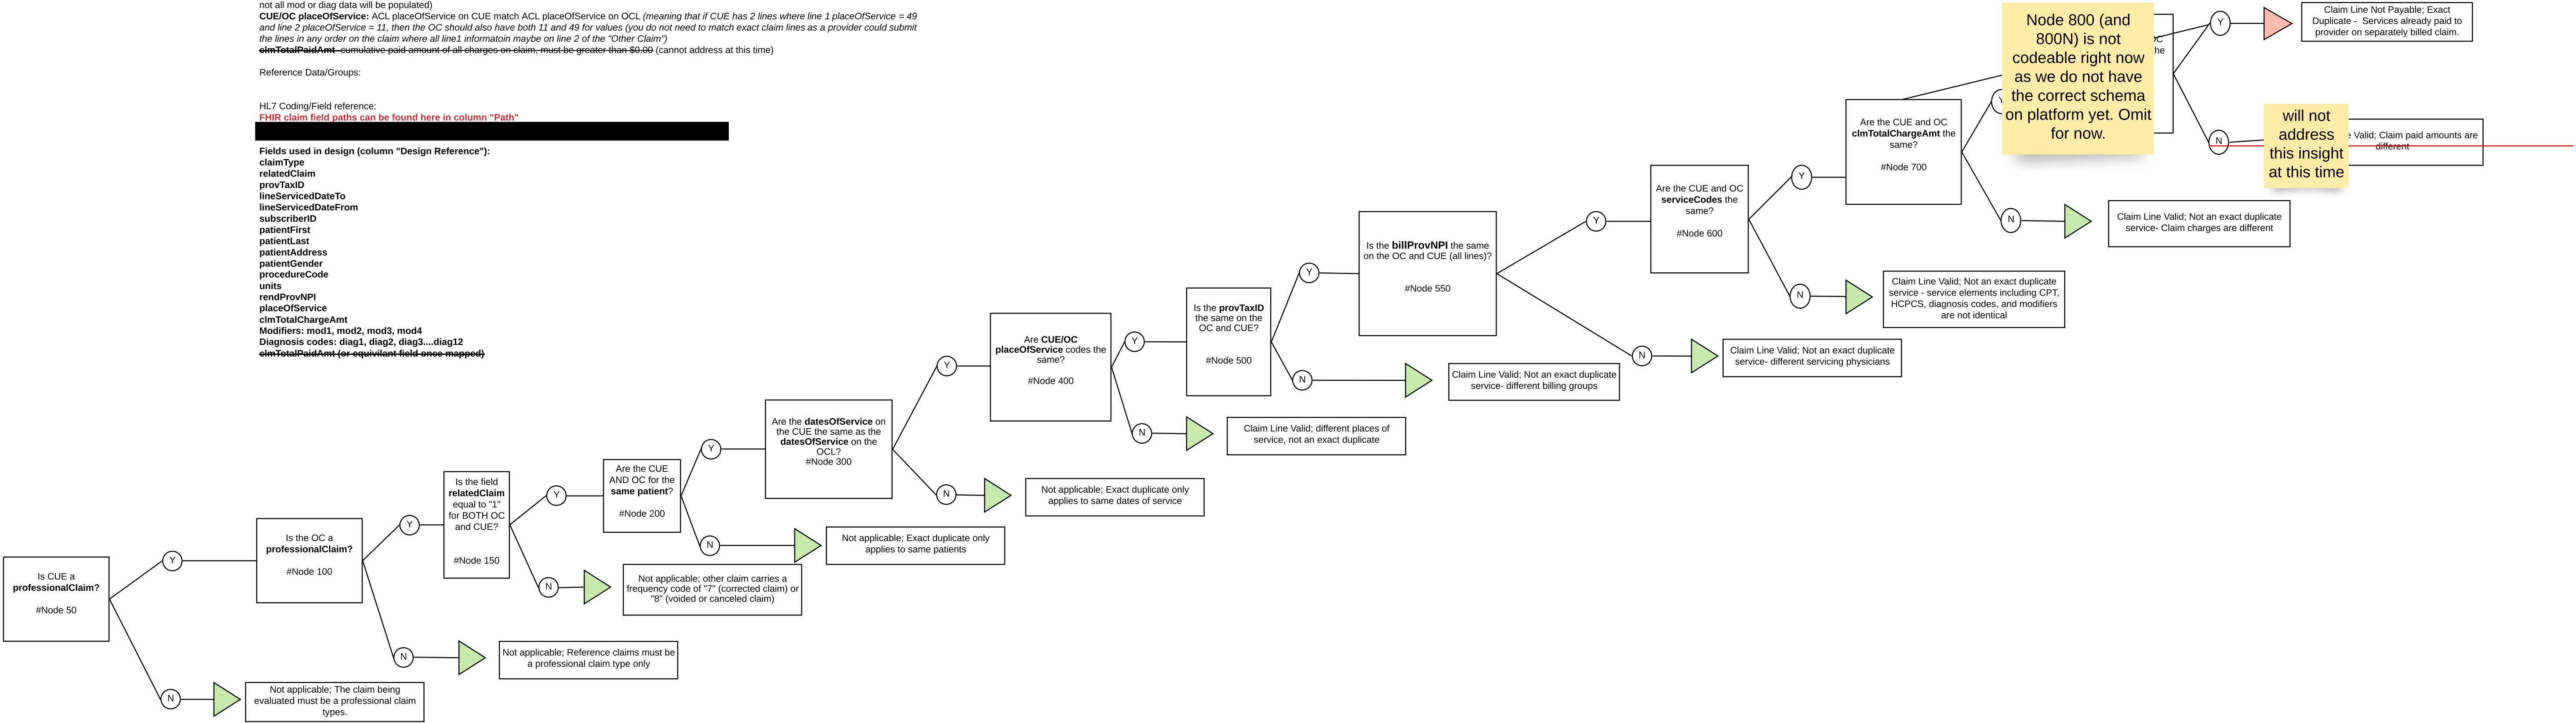 not all mod or diag data will be populated)
CUE/OC placeOfService: ACL placeOfService on CUE match ACL placeOfService on OCL (meaning that if CUE has 2 lines where line 1 placeOfService = 49
and line 2 placeOfService = 11, then the OC should also have both 11 and 49 for values (you do not need to match exact claim lines as a provider could submit
the lines in any order on the claim where all line1 informatoin maybe on line 2 of the "Other Claim")
clmTotalPaidAmt- cumulative paid amount of all charges on claim, must be greater than $0.00 (cannot address at this time)
Reference Data/Groups:
HL7 Coding/Field reference:
FHIR claim field paths can be found here in column "Path"
Fields used in design (column "Design Reference"):
claimType
relatedClaim
provTaxID
lineServicedDateTo
lineServicedDateFrom
subscriberID
patientFirst
patientLast
patientAddress
patientGender
procedureCode
units
rendProvNPI
placeOfService
clmTotalChargeAmt
Modifiers: mod1, mod2, mod3, mod4
Diagnosis codes: diag1, diag2, diag3....diag12
clmTotalPaidAmt (or equivilant field once mapped)
Is CUE a
professionalClaim?
#Node 50
Y
N
Not applicable; The claim being
evaluated must be a professional claim
types.
Is the OC a
professionalClaim?
#Node 100
Y
N
Not applicable; Reference claims must be
a professional claim type only
Is the field
relatedClaim
equal to "1"
for BOTH OC
and CUE?
#Node 150
Y
N
Not applicable; other claim carries a
frequency code of "7" (corrected claim) or
"8" (voided or canceled claim)
Are the CUE
AND OC for the
same patient?
#Node 200
Y
N
Not applicable; Exact duplicate only
applies to same patients
Are the datesOfService on
the CUE the same as the
datesOfService on the
OCL?
#Node 300
Y
N
Not applicable; Exact duplicate only
applies to same dates of service
Are CUE/OC
placeOfService codes the
same?
#Node 400
Y
N
Claim Line Valid; different places of
service, not an exact duplicate
Is the provTaxID
the same on the
OC and CUE?
#Node 500
Y
N
Claim Line Valid; Not an exact duplicate
service- different billing groups
Is the billProvNPI the same
on the OC and CUE (all lines)?
#Node 550
Y
N
Claim Line Valid; Not an exact duplicate
service- different servicing physicians
Are the CUE and OC
serviceCodes the
same?
#Node 600
Y
N
Claim Line Valid; Not an exact duplicate
service - service elements including CPT,
HCPCS, diagnosis codes, and modifiers
are not identical
Are the CUE and OC
clmTotalChargeAmt the
same?
#Node 700
N
Claim Line Valid; Not an exact duplicate
service- Claim charges are different
Node 800 (and
800N) is not
codeable right now
as we do not have
the correct schema
on platform yet. Omit
for now.
Y
Claim Line Not Payable; Exact
Duplicate - Services already paid to
provider on separately billed claim.
N
will not
address
this insight
at this time
Valid; Claim paid amounts are
different